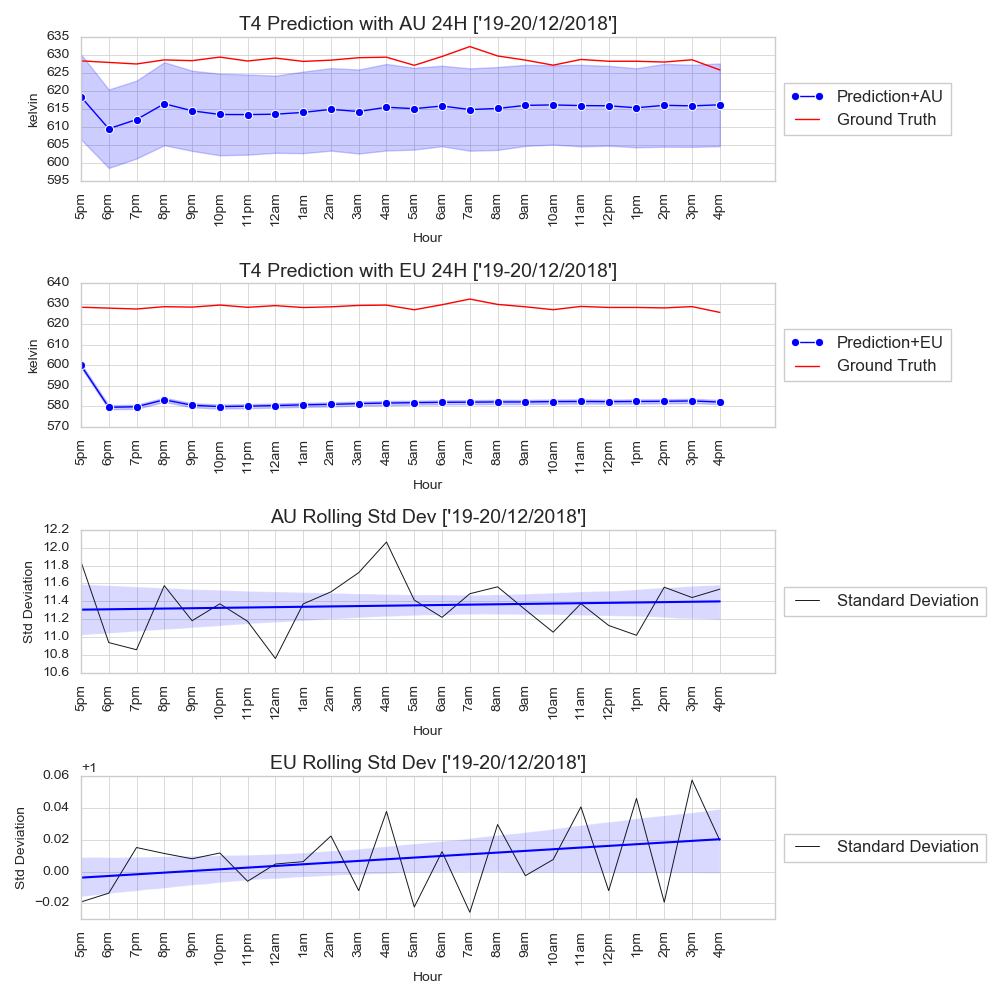 T4 Prediction with AU 24H ['19-20/12/2018']
635
630
625
620
615
610
605
600
595
kelvin
5pm 6pm 7pm 8pm 9pm 10pm 11pm 12am 1am 2am 3am 4am 5am 6am 7am 8am 9am 10am 11am 12pm 1pm 2pm 3pm 4pm
Hour
Prediction+AU
Ground Truth
T4 Prediction with EU 24H ['19-20/12/2018']
640
630
620
610
600
590
580
570
kelvin
5pm 6pm 7pm 8pm 9pm 10pm 11pm 12am 1am 2am 3am 4am 5am 6am 7am 8am 9am 10am 11am 12pm 1pm 2pm 3pm 4pm
Hour
Prediction+EU
Ground Truth
AU Rolling Std Dev ['19-20/12/2018']
12.2
12.0
11.8
11.6
11.4
11.2
11.0
10.8
10.6
Std Deviation
5pm 6pm 7pm 8pm 9pm 10pm 11pm 12am 1am 2am 3am 4am 5am 6am 7am 8am 9am 10am 11am 12pm 1pm 2pm 3pm 4pm
Hour
Standard Deviation
EU Rolling Std Dev ['19-20/12/2018']
+1
0.06
0.04
0.02
0.00
−0.02
Std Deviation
5pm 6pm 7pm 8pm 9pm 10pm 11pm 12am 1am 2am 3am 4am 5am 6am 7am 8am 9am 10am 11am 12pm 1pm 2pm 3pm 4pm
Hour
Standard Deviation